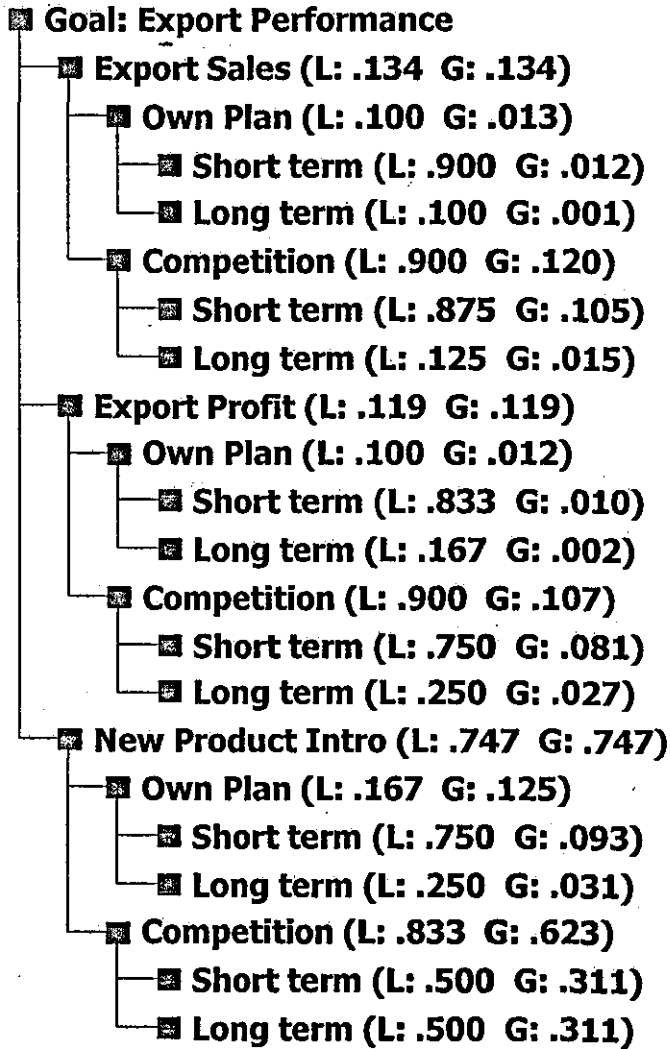 Goal: Export Performance
Export Sales (L: .134 G: .134)
Own Plan (L: .100 G: .013)
Short term (L: .900 G: .012)
Long term (L: .100 G: .001)
Competition (L: .900 G: .120)
Short term (L: .875 G: .105)
Long term (L: .125 G: .015)
Export Profit (L: .119 G: .119)
Own Plan (L: .100 G: .012)
Short term (L: .833 G: .010)
Long term (L: .167 G: .002)
Competition (L: .900 G: .107)
Short term (L: .750 G: .081)
Long term (L: .250 G: .027)
New Product Intro (L: .747 G: .747)
Own Plan (L: .167 G: .125)
Short term (L: .750 G: .093)
Long term (L: .250 G: .031)
Competition (L: .833 G: .623)
Short term (L: .500 G: .311)
Long term (L: .500 G: .311)